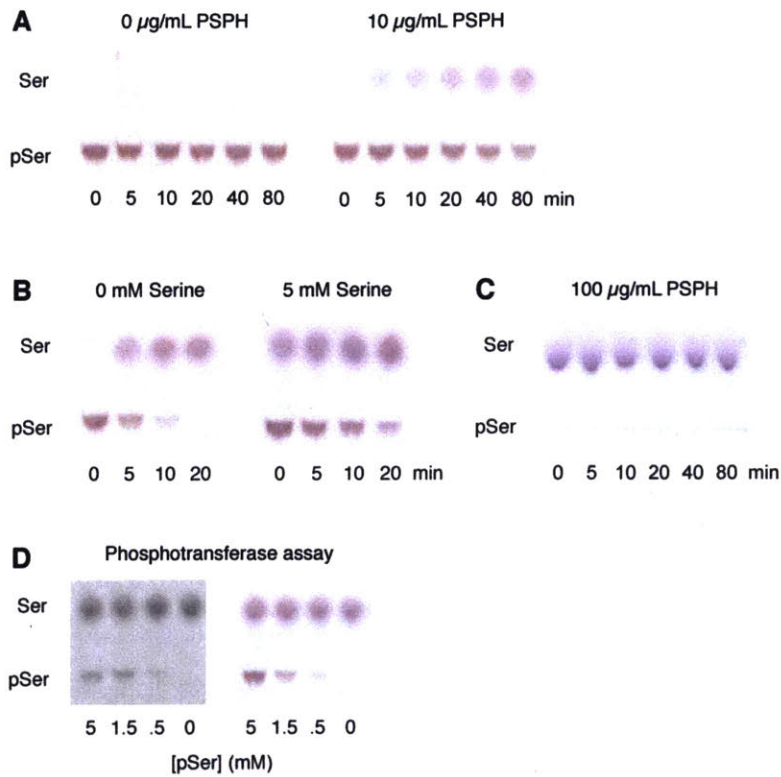 A 0 µg/mL PSPH 10 µg/mL PSPH
Ser
pSer
0 5 10 20 40 80 0 5 10 20 40 80 min
B 0 mM Serine 5 mM Serine C 100 µg/mL PSPH
Ser Ser
pSer pSer
0 5 10 20 0 5 10 20 min 0 5 10 20 40 80 min
D Phosphotransferase assay
Ser
pSer
5 1.5 .5 0 5 1.5 .5 0
[pSer] (mM)